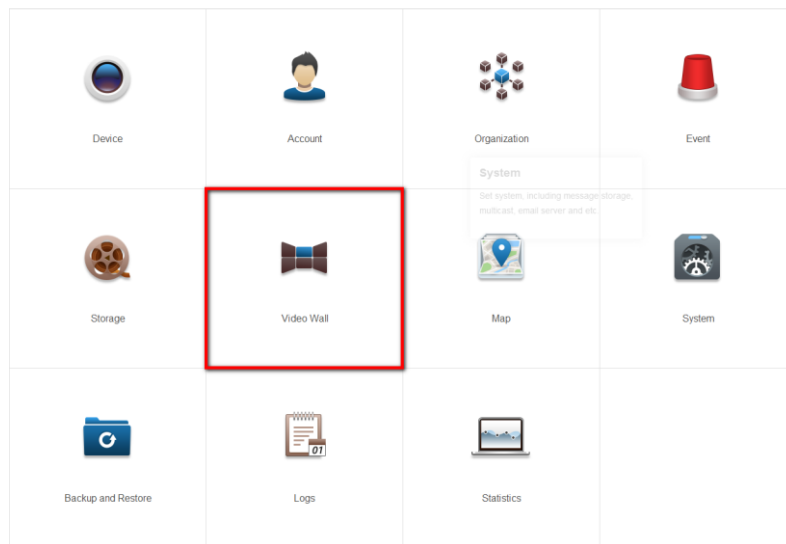 Device
Account
Organization
Event
System
Set system, including message storage,
multicast, email server and etc.
Storage
Video Wall
Map
System
01
Backup and Restore
Logs
Statistics